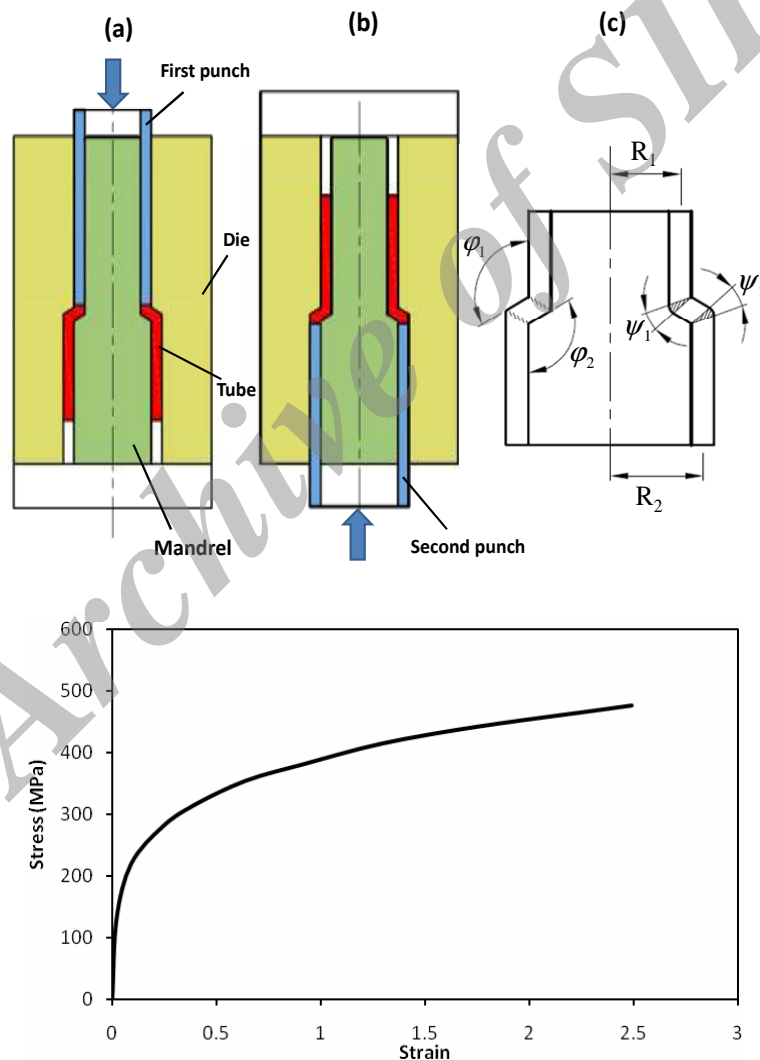 (a)
(b)
(c)
First punch
Die
Tube
Mandrel
Second punch
R1
R2
φ1
φ2
ψ1
ψ
Archive of SI
600
500
400
300
200
100
0
Stress (MPa)
0 0.5 1 1.5 2 2.5 3
Strain